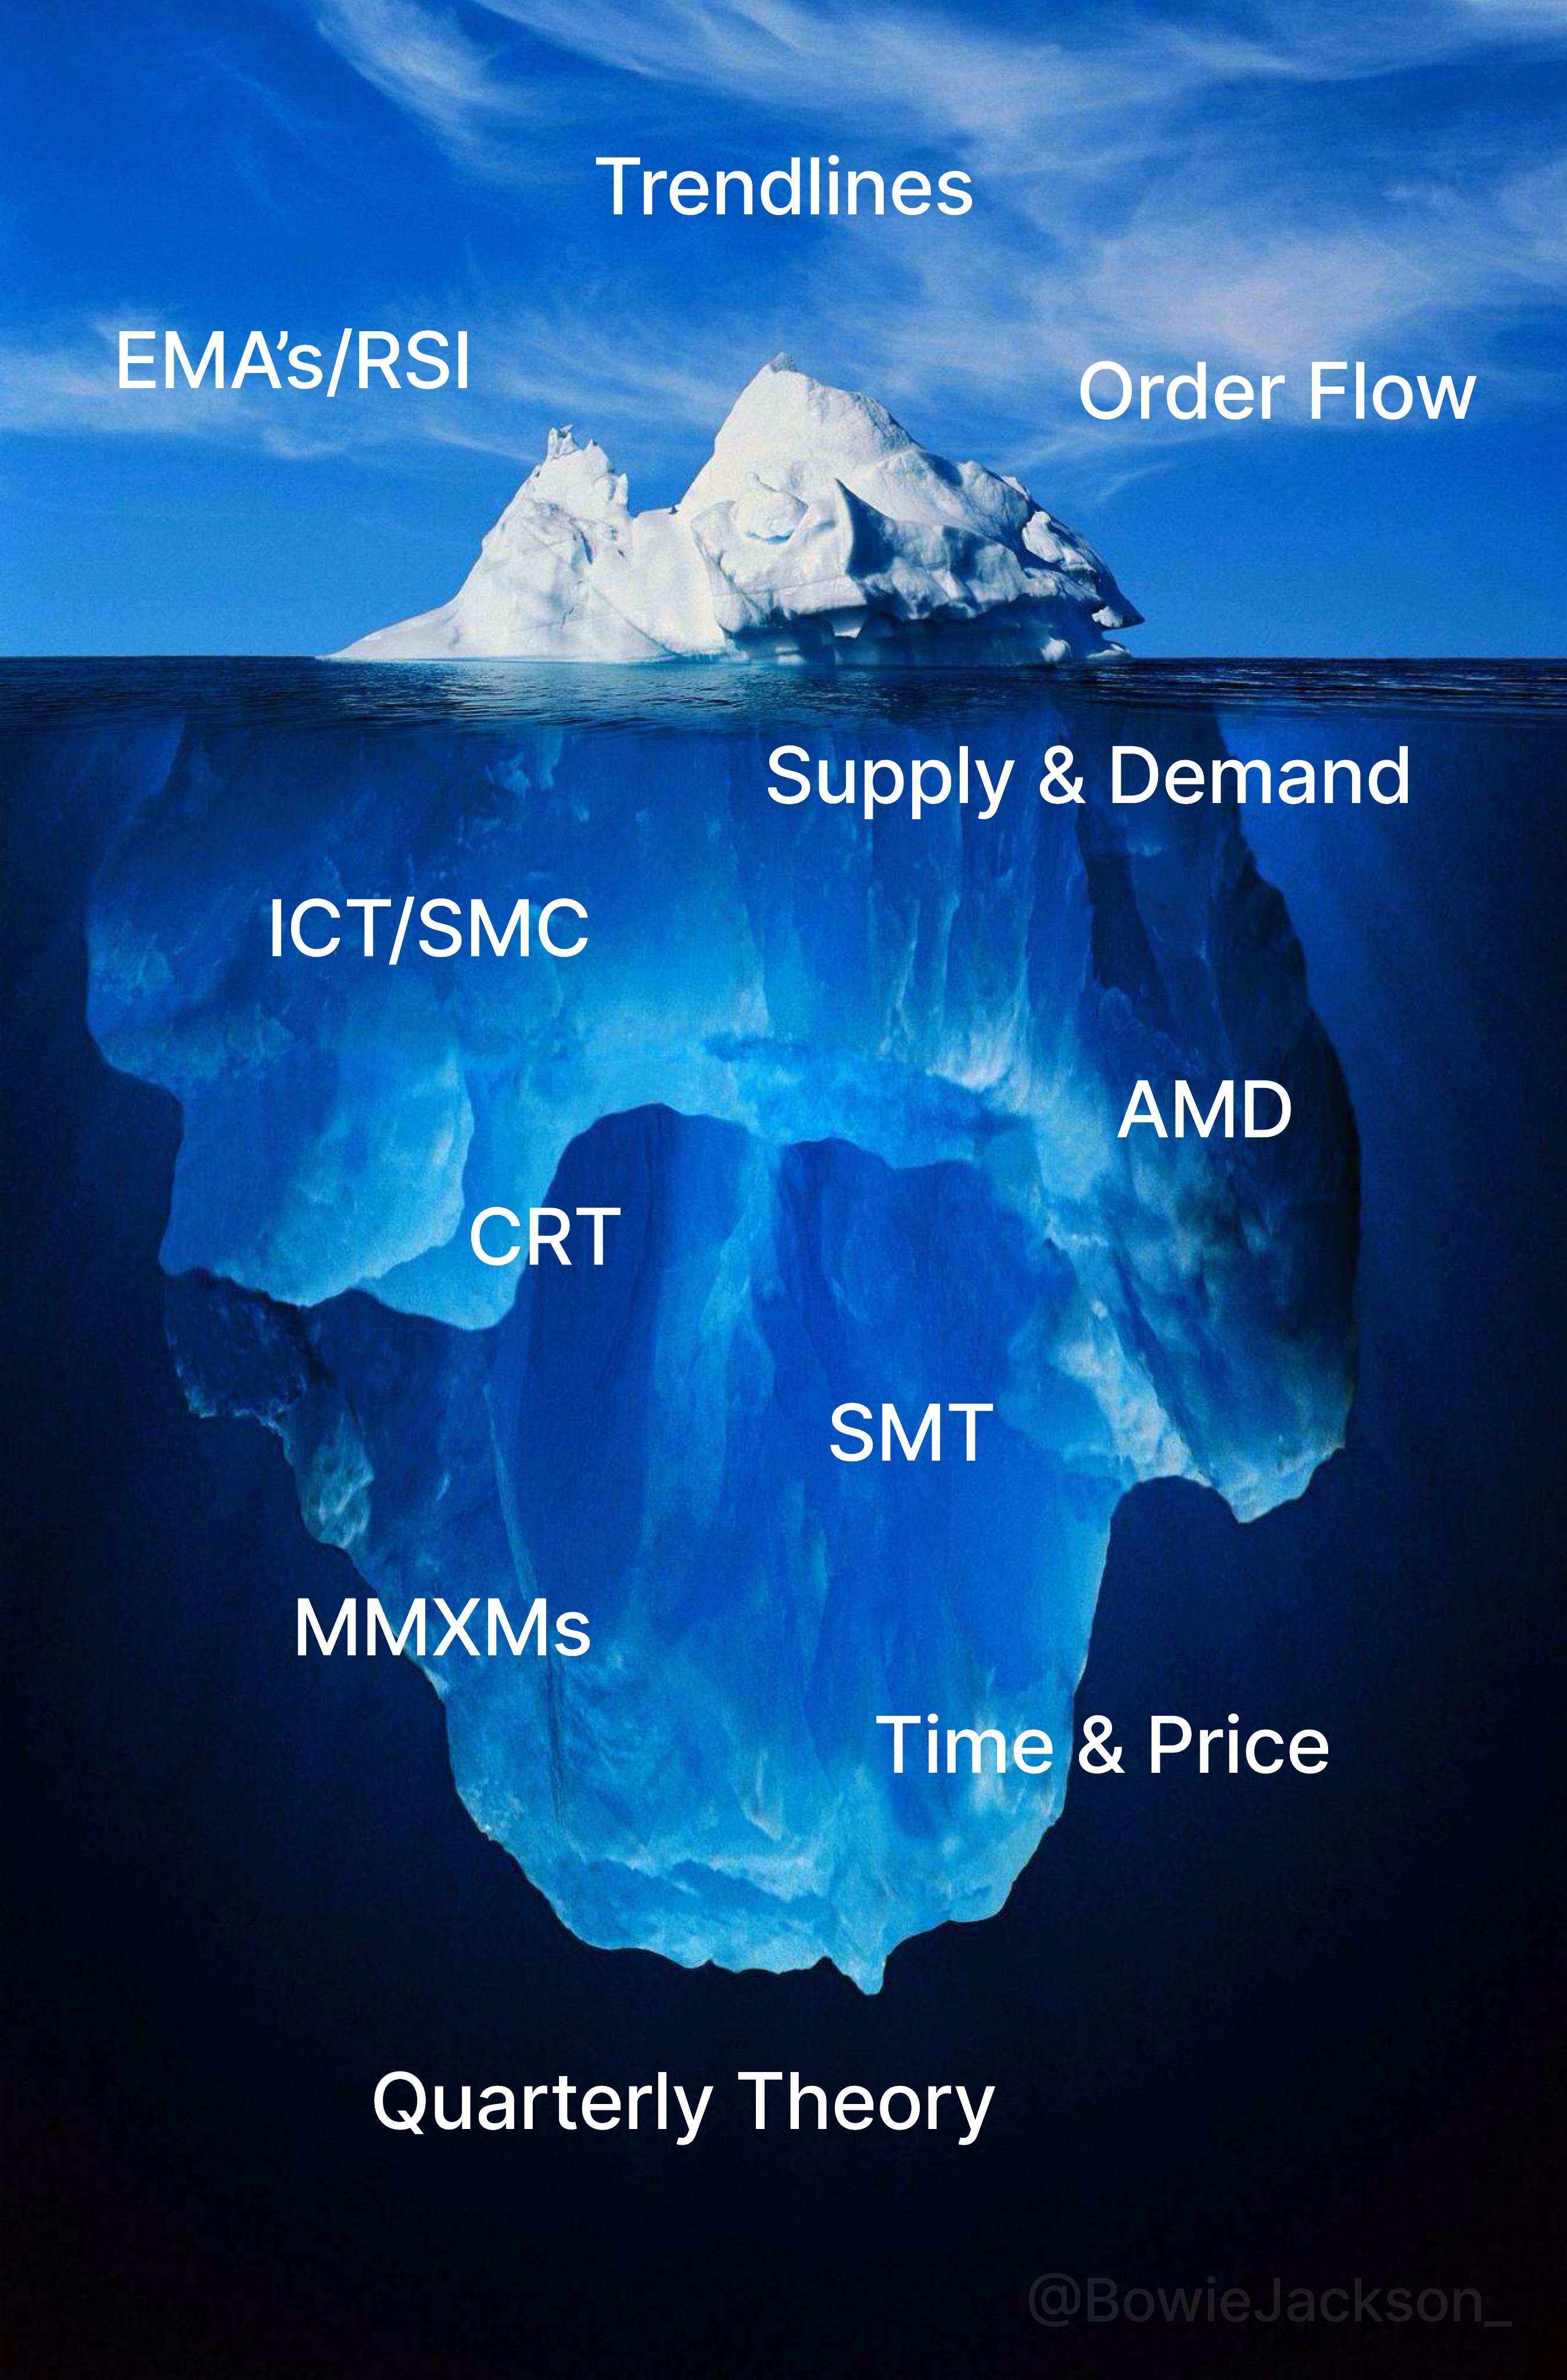 Trendlines
EMA’s/RSI
Order Flow
Supply & Demand
ICT/SMC
AMD
CRT
SMT
MMXMs
Time & Price
Quarterly Theory
@BowieJackson_